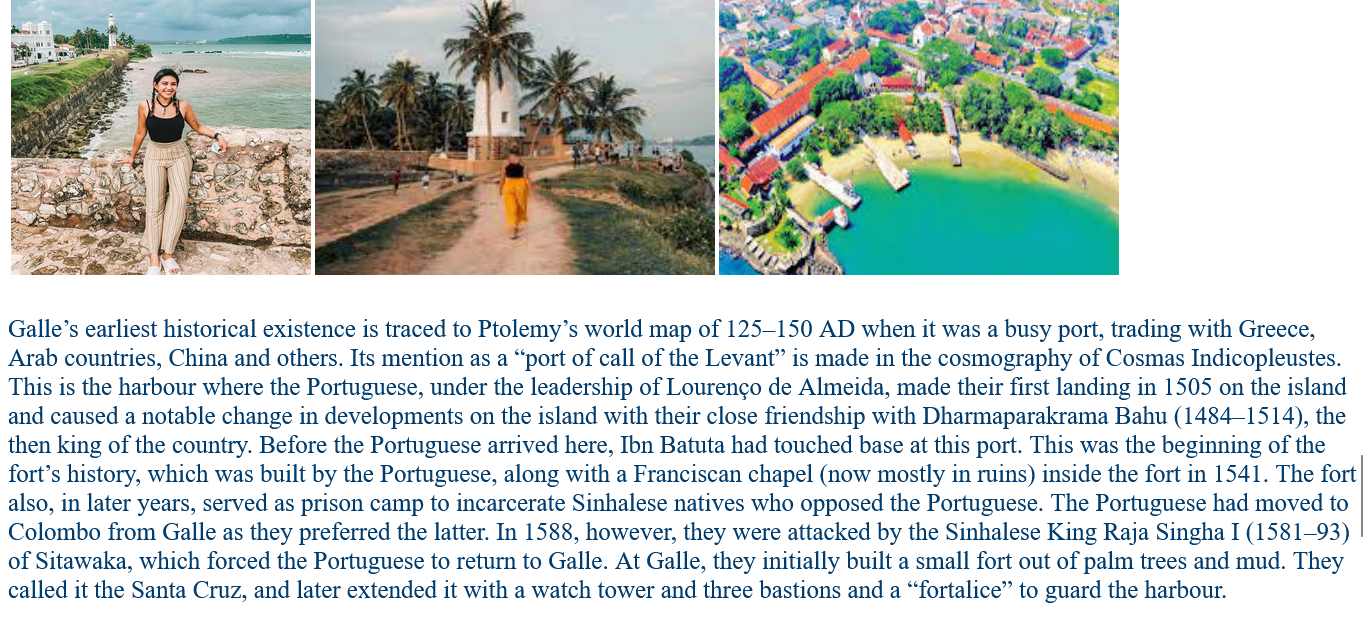 Galle’s earliest historical existence is traced to Ptolemy’s world map of 125–150 AD when it was a busy port, trading with Greece,
Arab countries, China and others. Its mention as a “port of call of the Levant” is made in the cosmography of Cosmas Indicopleustes.
This is the harbour where the Portuguese, under the leadership of Lourenço de Almeida, made their first landing in 1505 on the island
and caused a notable change in developments on the island with their close friendship with Dharmaparakrama Bahu (1484–1514), the
then king of the country. Before the Portuguese arrived here, Ibn Batuta had touched base at this port. This was the beginning of the
fort’s history, which was built by the Portuguese, along with a Franciscan chapel (now mostly in ruins) inside the fort in 1541. The fort
also, in later years, served as prison camp to incarcerate Sinhalese natives who opposed the Portuguese. The Portuguese had moved to
Colombo from Galle as they preferred the latter. In 1588, however, they were attacked by the Sinhalese King Raja Singha I (1581–93)
of Sitawaka, which forced the Portuguese to return to Galle. At Galle, they initially built a small fort out of palm trees and mud. They
called it the Santa Cruz, and later extended it with a watch tower and three bastions and a “fortalice” to guard the harbour.